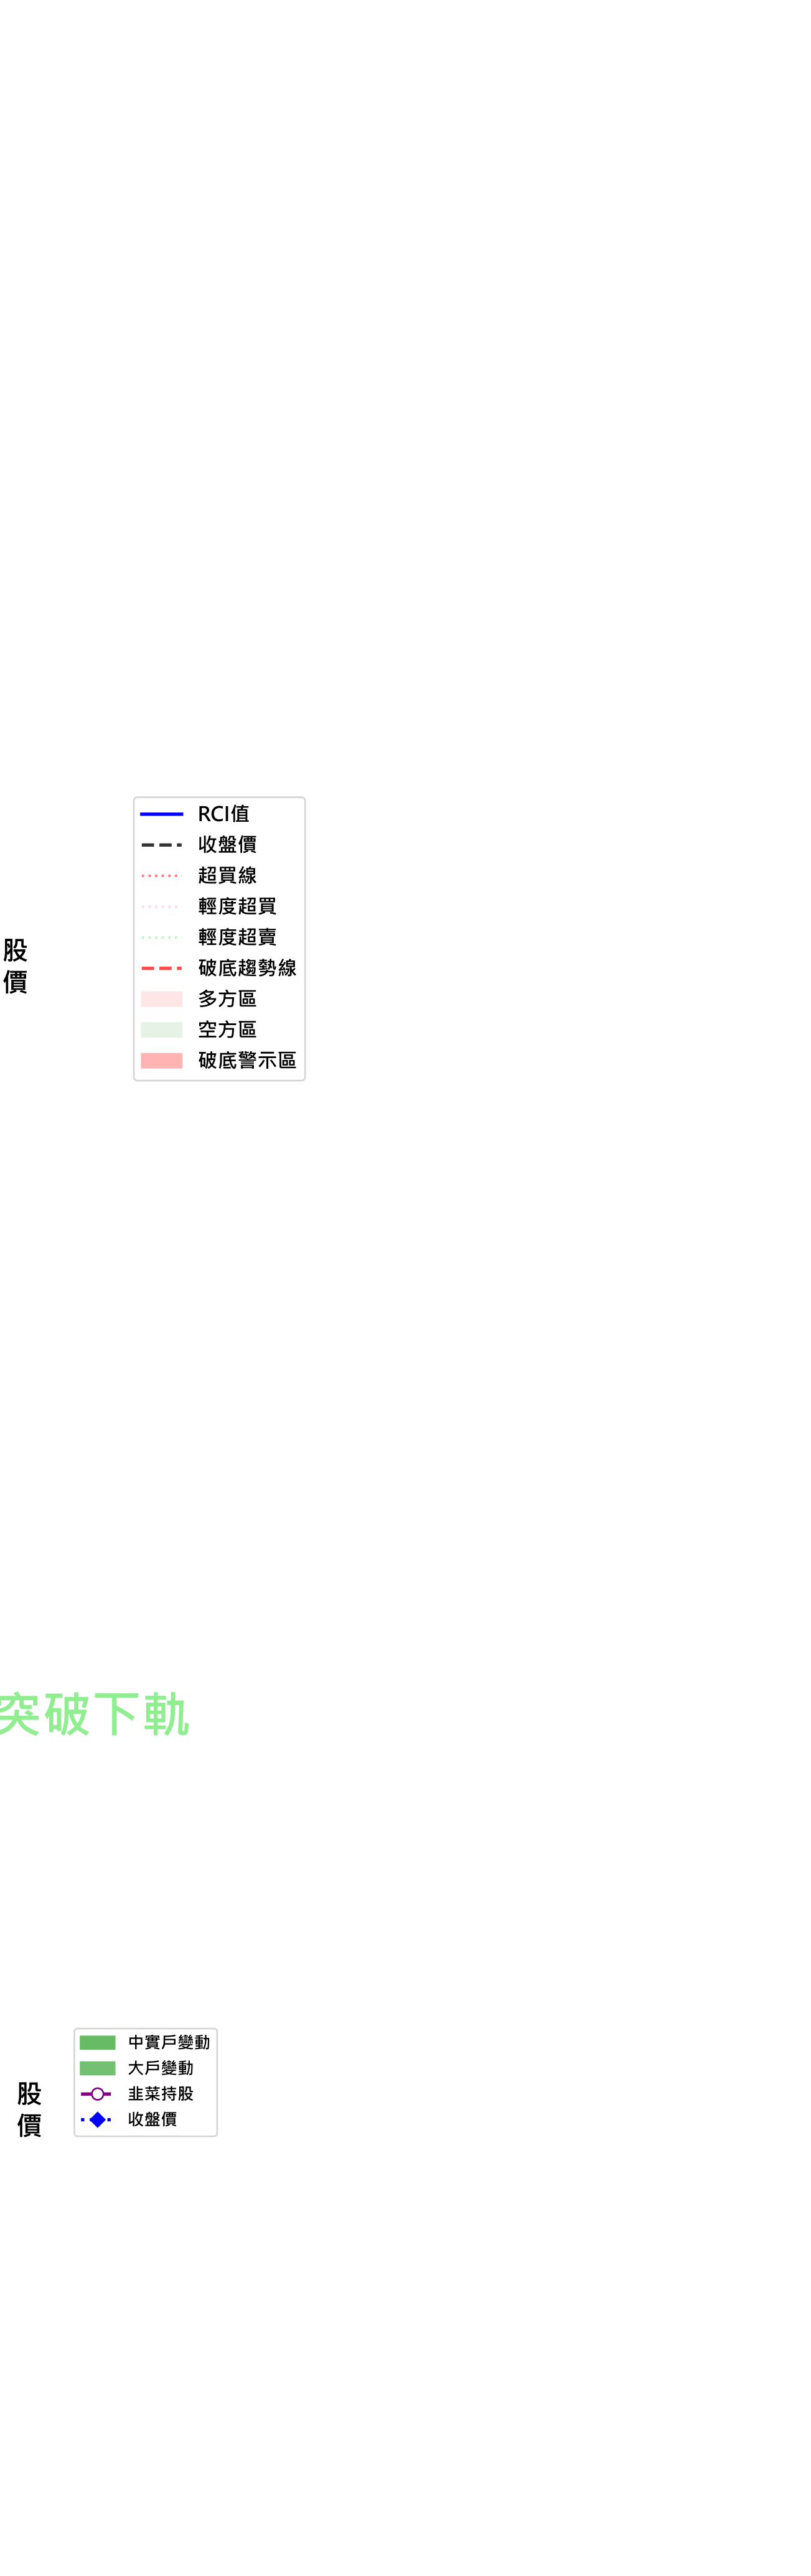 RCI值
收盤價
超買線
輕度超買
輕度超賣
破底趨勢線
多方區
空方區
破底警示區
股
價
突破下軌
中實戶變動
大戶變動
韭菜持股
收盤價
股
價